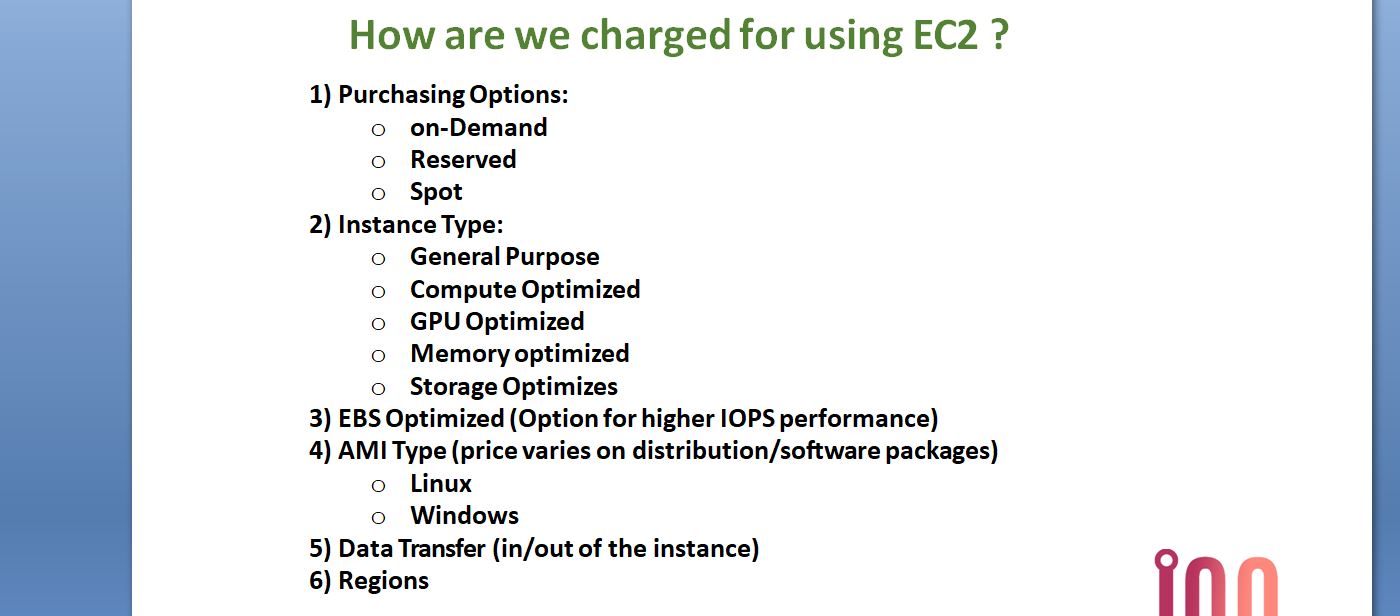 How are we charged for using EC2 ?
1) Purchasing Options:
o on-Demand
o Reserved
o Spot
2) Instance Type:
o General Purpose
o Compute Optimized
o GPU Optimized
o Memory optimized
o Storage Optimizes
3) EBS Optimized (Option for higher IOPS performance)
4) AMI Type (price varies on distribution/software packages)
o Linux
o Windows
5) Data Transfer (in/out of the instance)
6) Regions